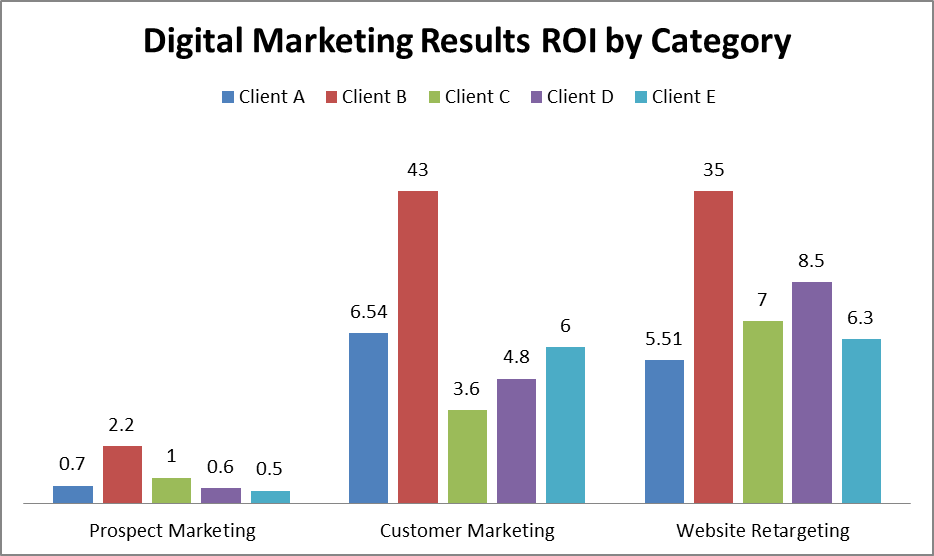 Digital Marketing Results ROI by Category
Client A Client B Client C Client D Client E
0.7 2.2 1 0.6 0.5
6.54 43 3.6 4.8 6
5.51 35 7 8.5 6.3
Prospect Marketing Customer Marketing Website Retargeting